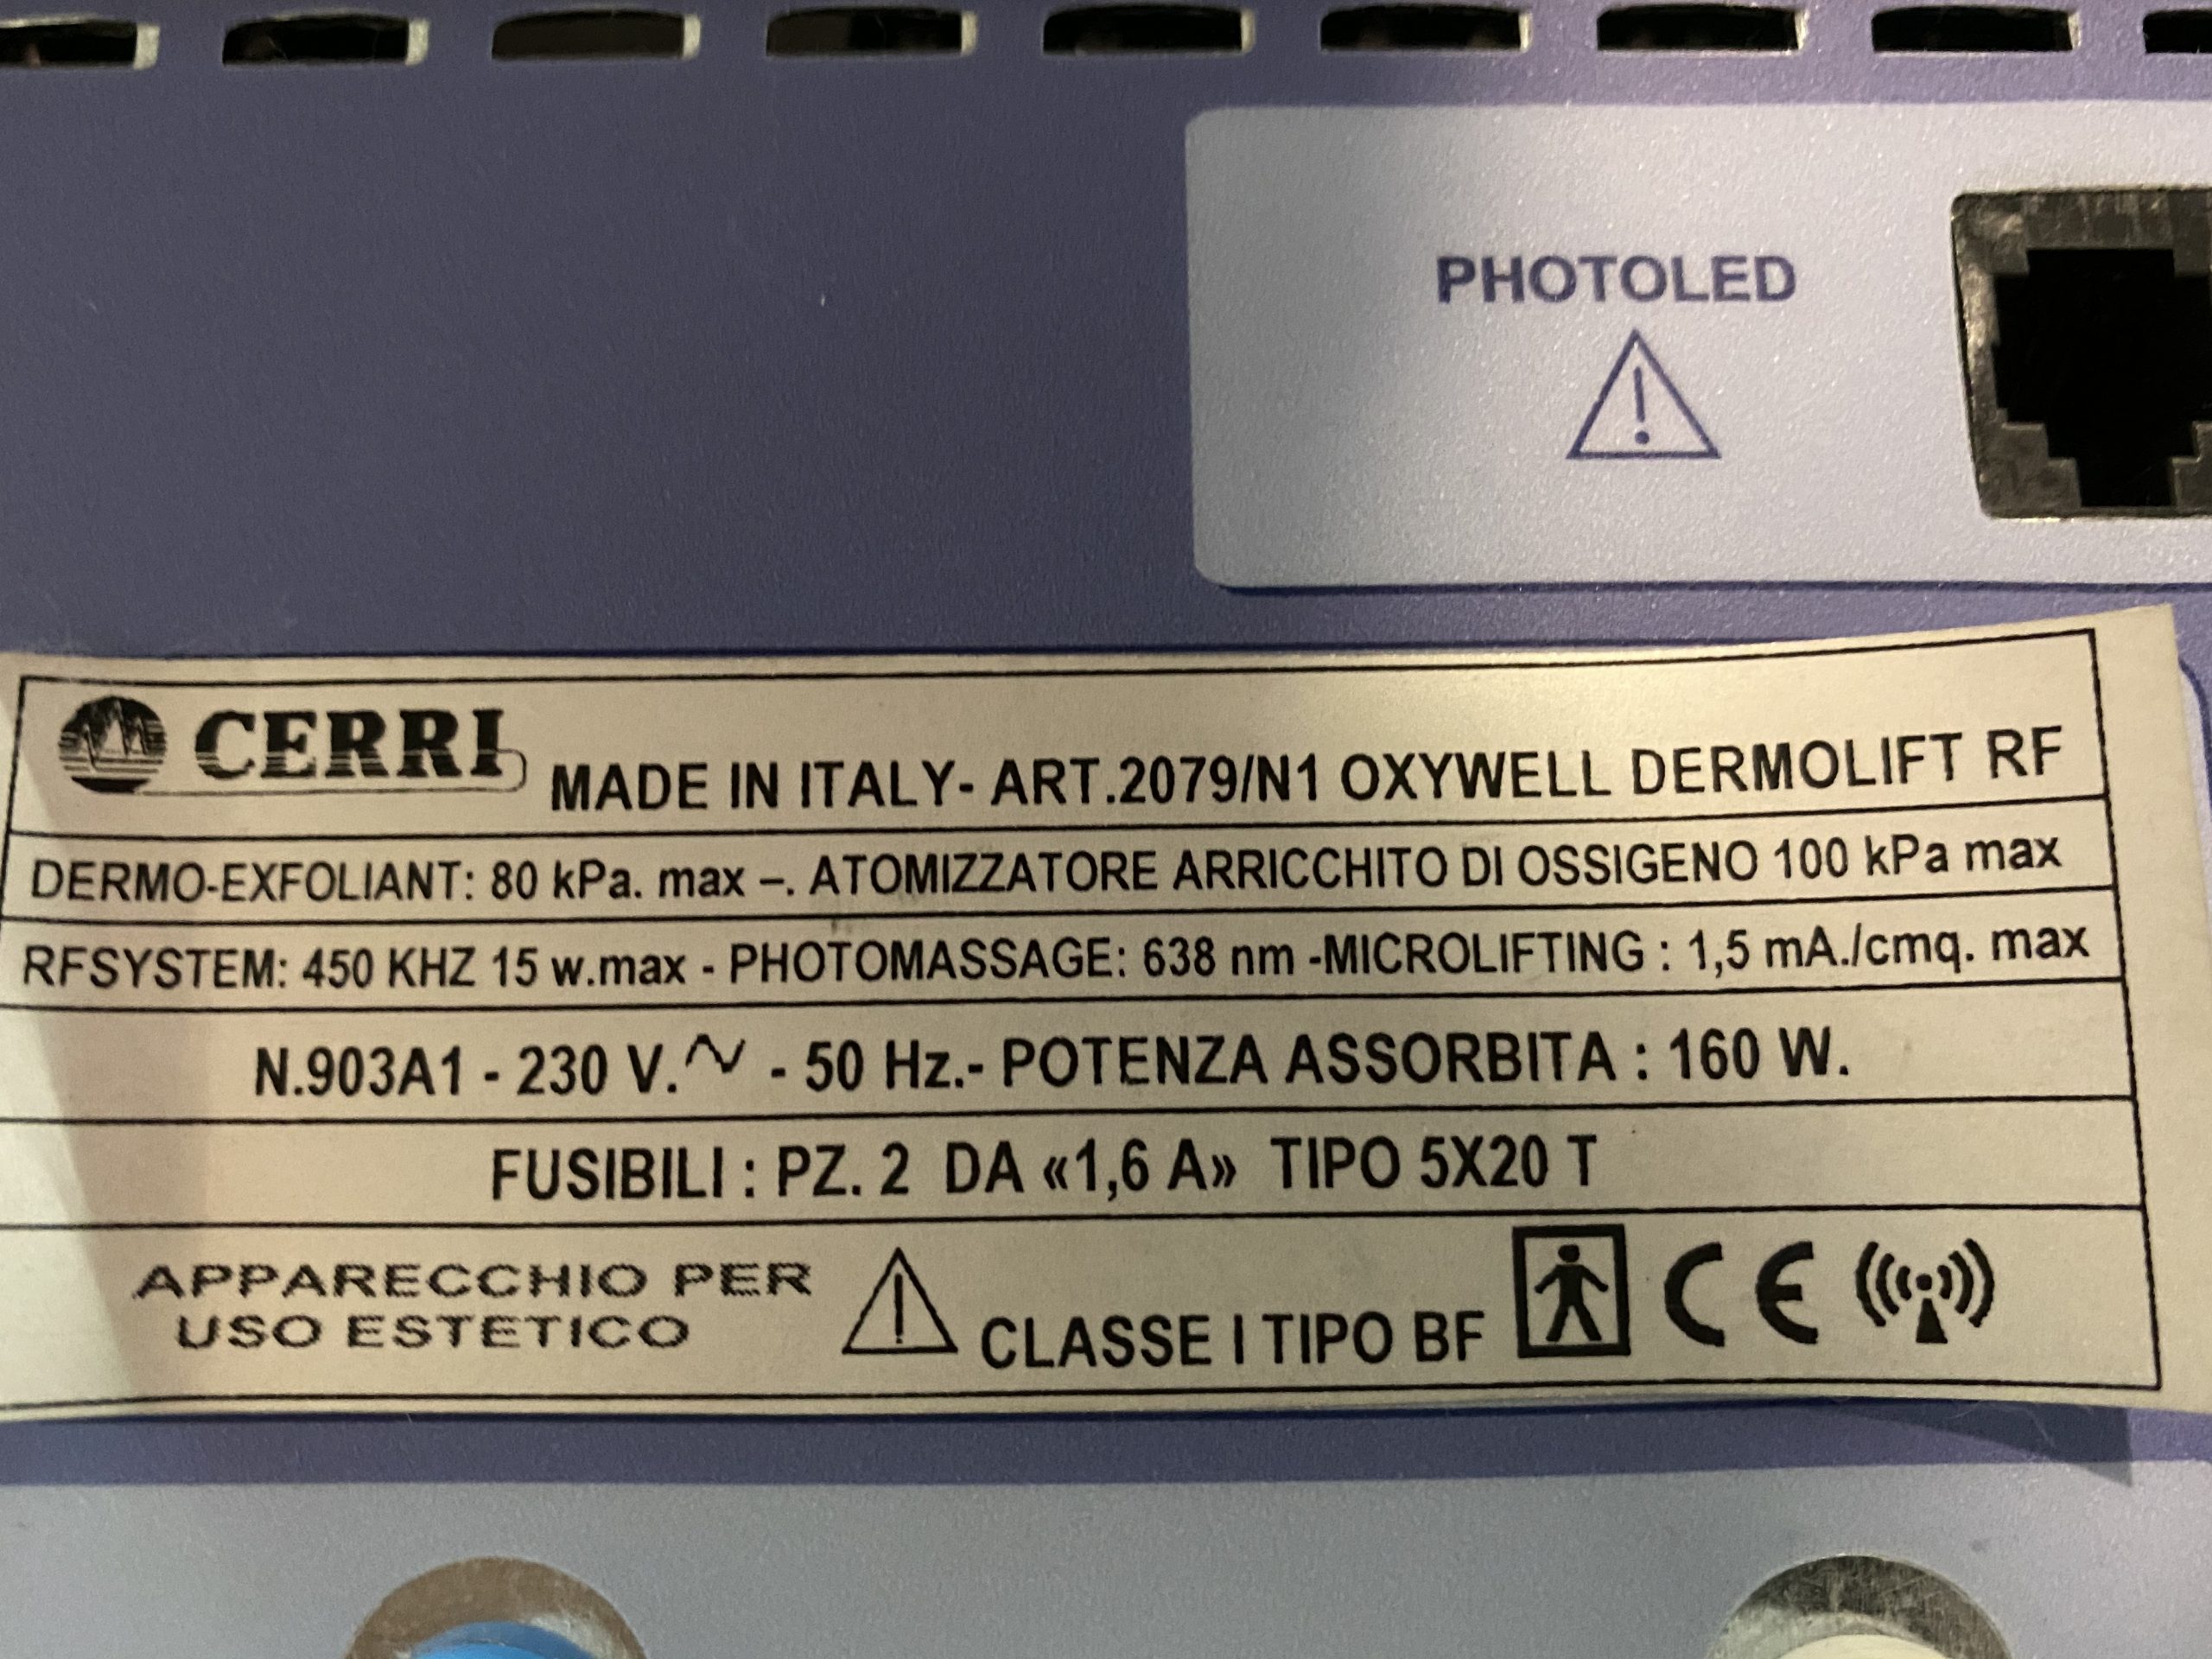 PHOTOLED
CERRI MADE IN ITALY- ART.2079/N1 OXYWELL DERMOLIFT RF
DERMO-EXFOLIANT: 80 kPa. max –. ATOMIZZATORE ARRICCHITO DI OSSIGENO 100 kPa max
RFSYSTEM: 450 KHZ 15 w.max - PHOTOMASSAGE: 638 nm -MICROLIFTING : 1,5 mA./cmq. max
N.903A1 - 230 V.~ - 50 Hz.- POTENZA ASSORBITA : 160 W.
FUSIBILI : PZ. 2 DA «1,6 A» TIPO 5X20 T
APPARECCHIO PER
USO ESTETICO
CLASSE I TIPO BF CE